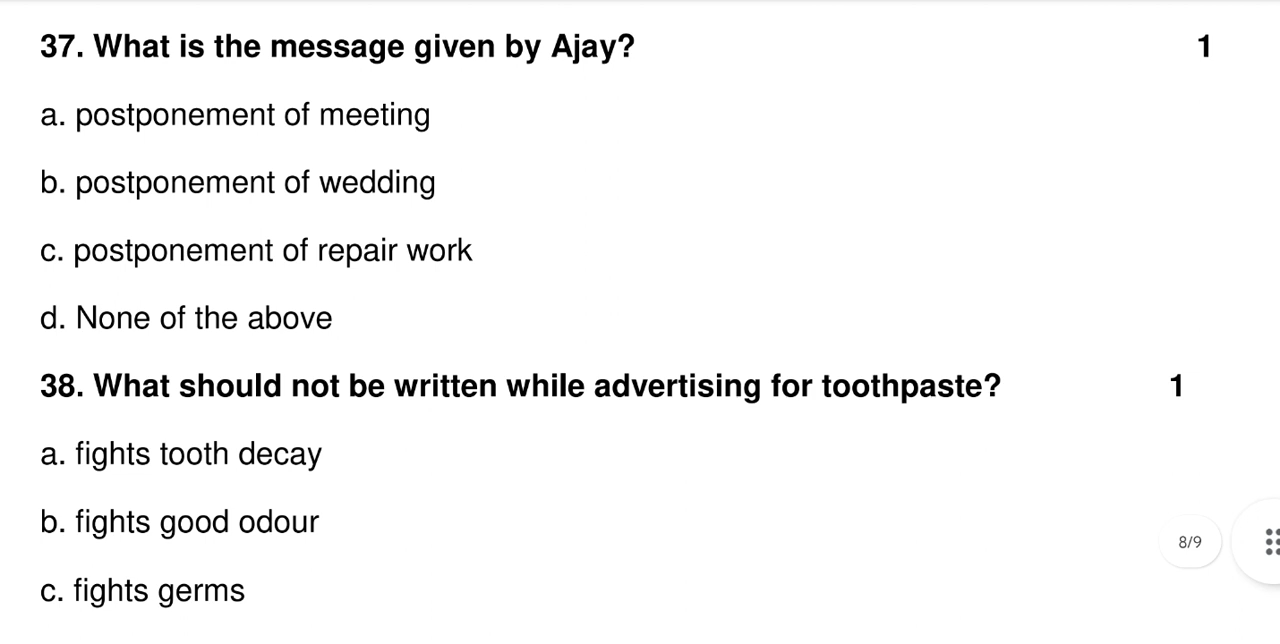 37. What is the message given by Ajay? 1
a. postponement of meeting
b. postponement of wedding
c. postponement of repair work
d. None of the above
38. What should not be written while advertising for toothpaste? 1
a. fights tooth decay
b. fights good odour
8/9
c. fights germs